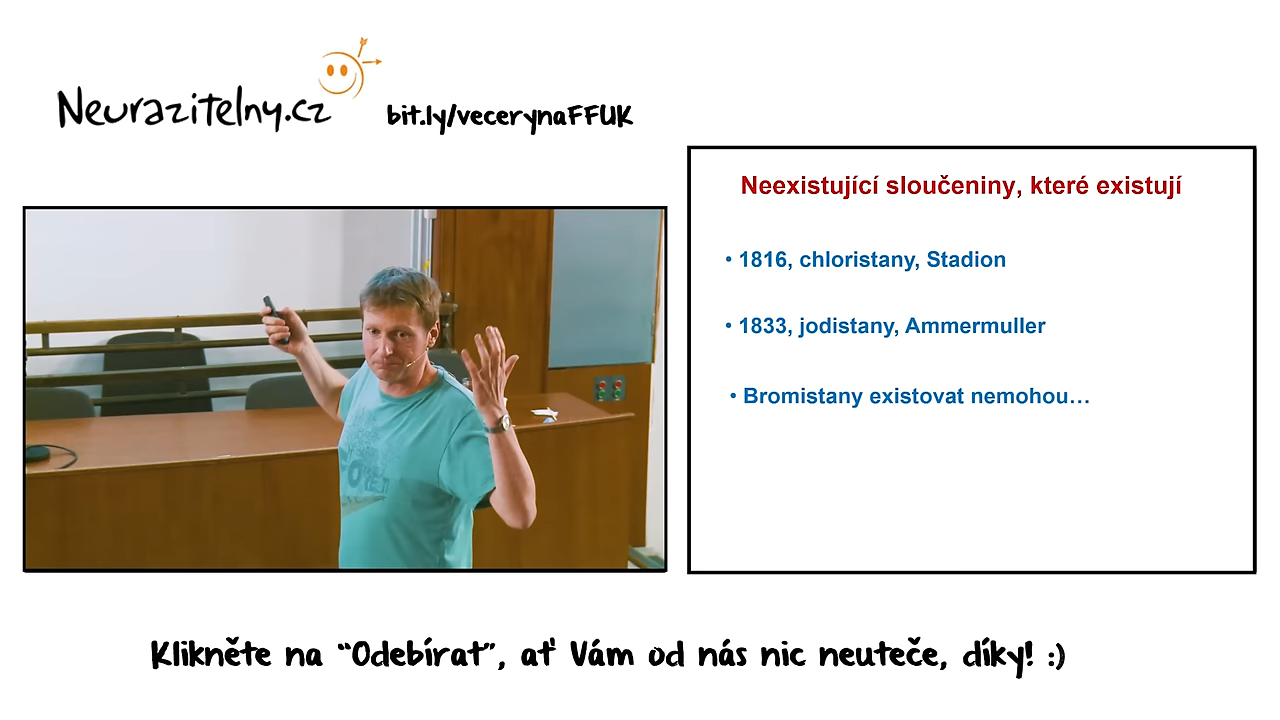 Neurazitelny.cz
bit.ly/vecerynaFFUK
Neexistující sloučeniny, které existují
• 1816, chloristany, Stadion
• 1833, jodistany, Ammermuller
• Bromistany existovat nemohou…
Klikněte na “Odebírat”, ať Vám od nás nic neuteče, díky! :)